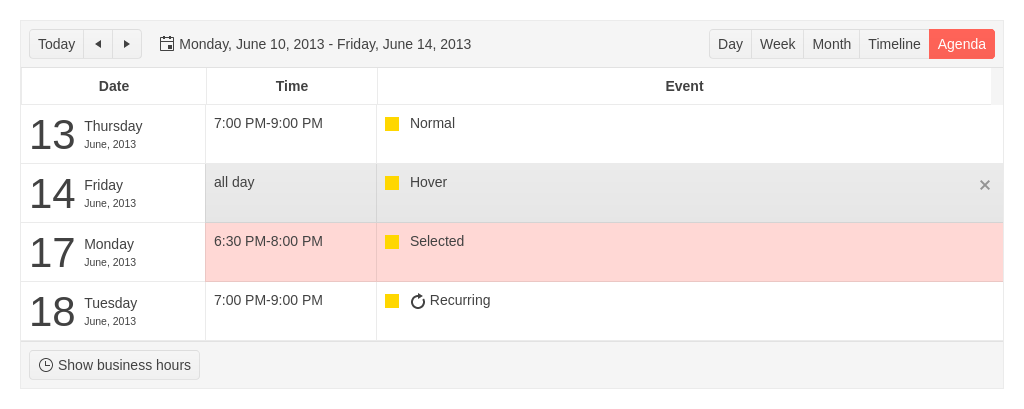 Today Monday, June 10, 2013 - Friday, June 14, 2013 Day Week Month Timeline Agenda
Date Time Event
13 Thursday June, 2013 7:00 PM-9:00 PM Normal
14 Friday June, 2013 all day Hover
17 Monday June, 2013 6:30 PM-8:00 PM Selected
18 Tuesday June, 2013 7:00 PM-9:00 PM Recurring
Show business hours